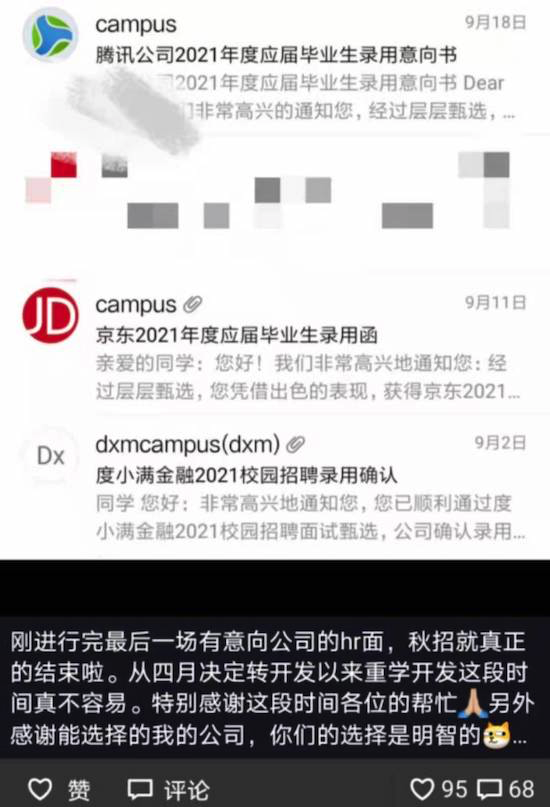 campus
9月18日
腾讯公司2021年度应届毕业生录用意向书
公司2021年度应届毕业生录用意向书 Dear
们非常高兴的通知您，经过层层甄选，...
JD
campus
9月11日
京东2021年度应届毕业生录用函
亲爱的同学：您好！我们非常高兴地通知您：经
过层层甄选，您凭借出色的表现，获得京东2021...
Dx
dxmcampus(dxm)
9月2日
度小满金融2021校园招聘录用确认
同学 您好：非常高兴地通知您，您已顺利通过度
小满金融2021校园招聘面试甄选，公司确认录用...
刚进行完最后一场有意向公司的hr面，秋招就真正
的结束啦。从四月决定转开发以来重学开发这段时
间真不容易。特别感谢这段时间各位的帮忙🙏🏼另外
感谢能选择的我的公司，你们的选择是明智的😼...
赞 评论 95 68